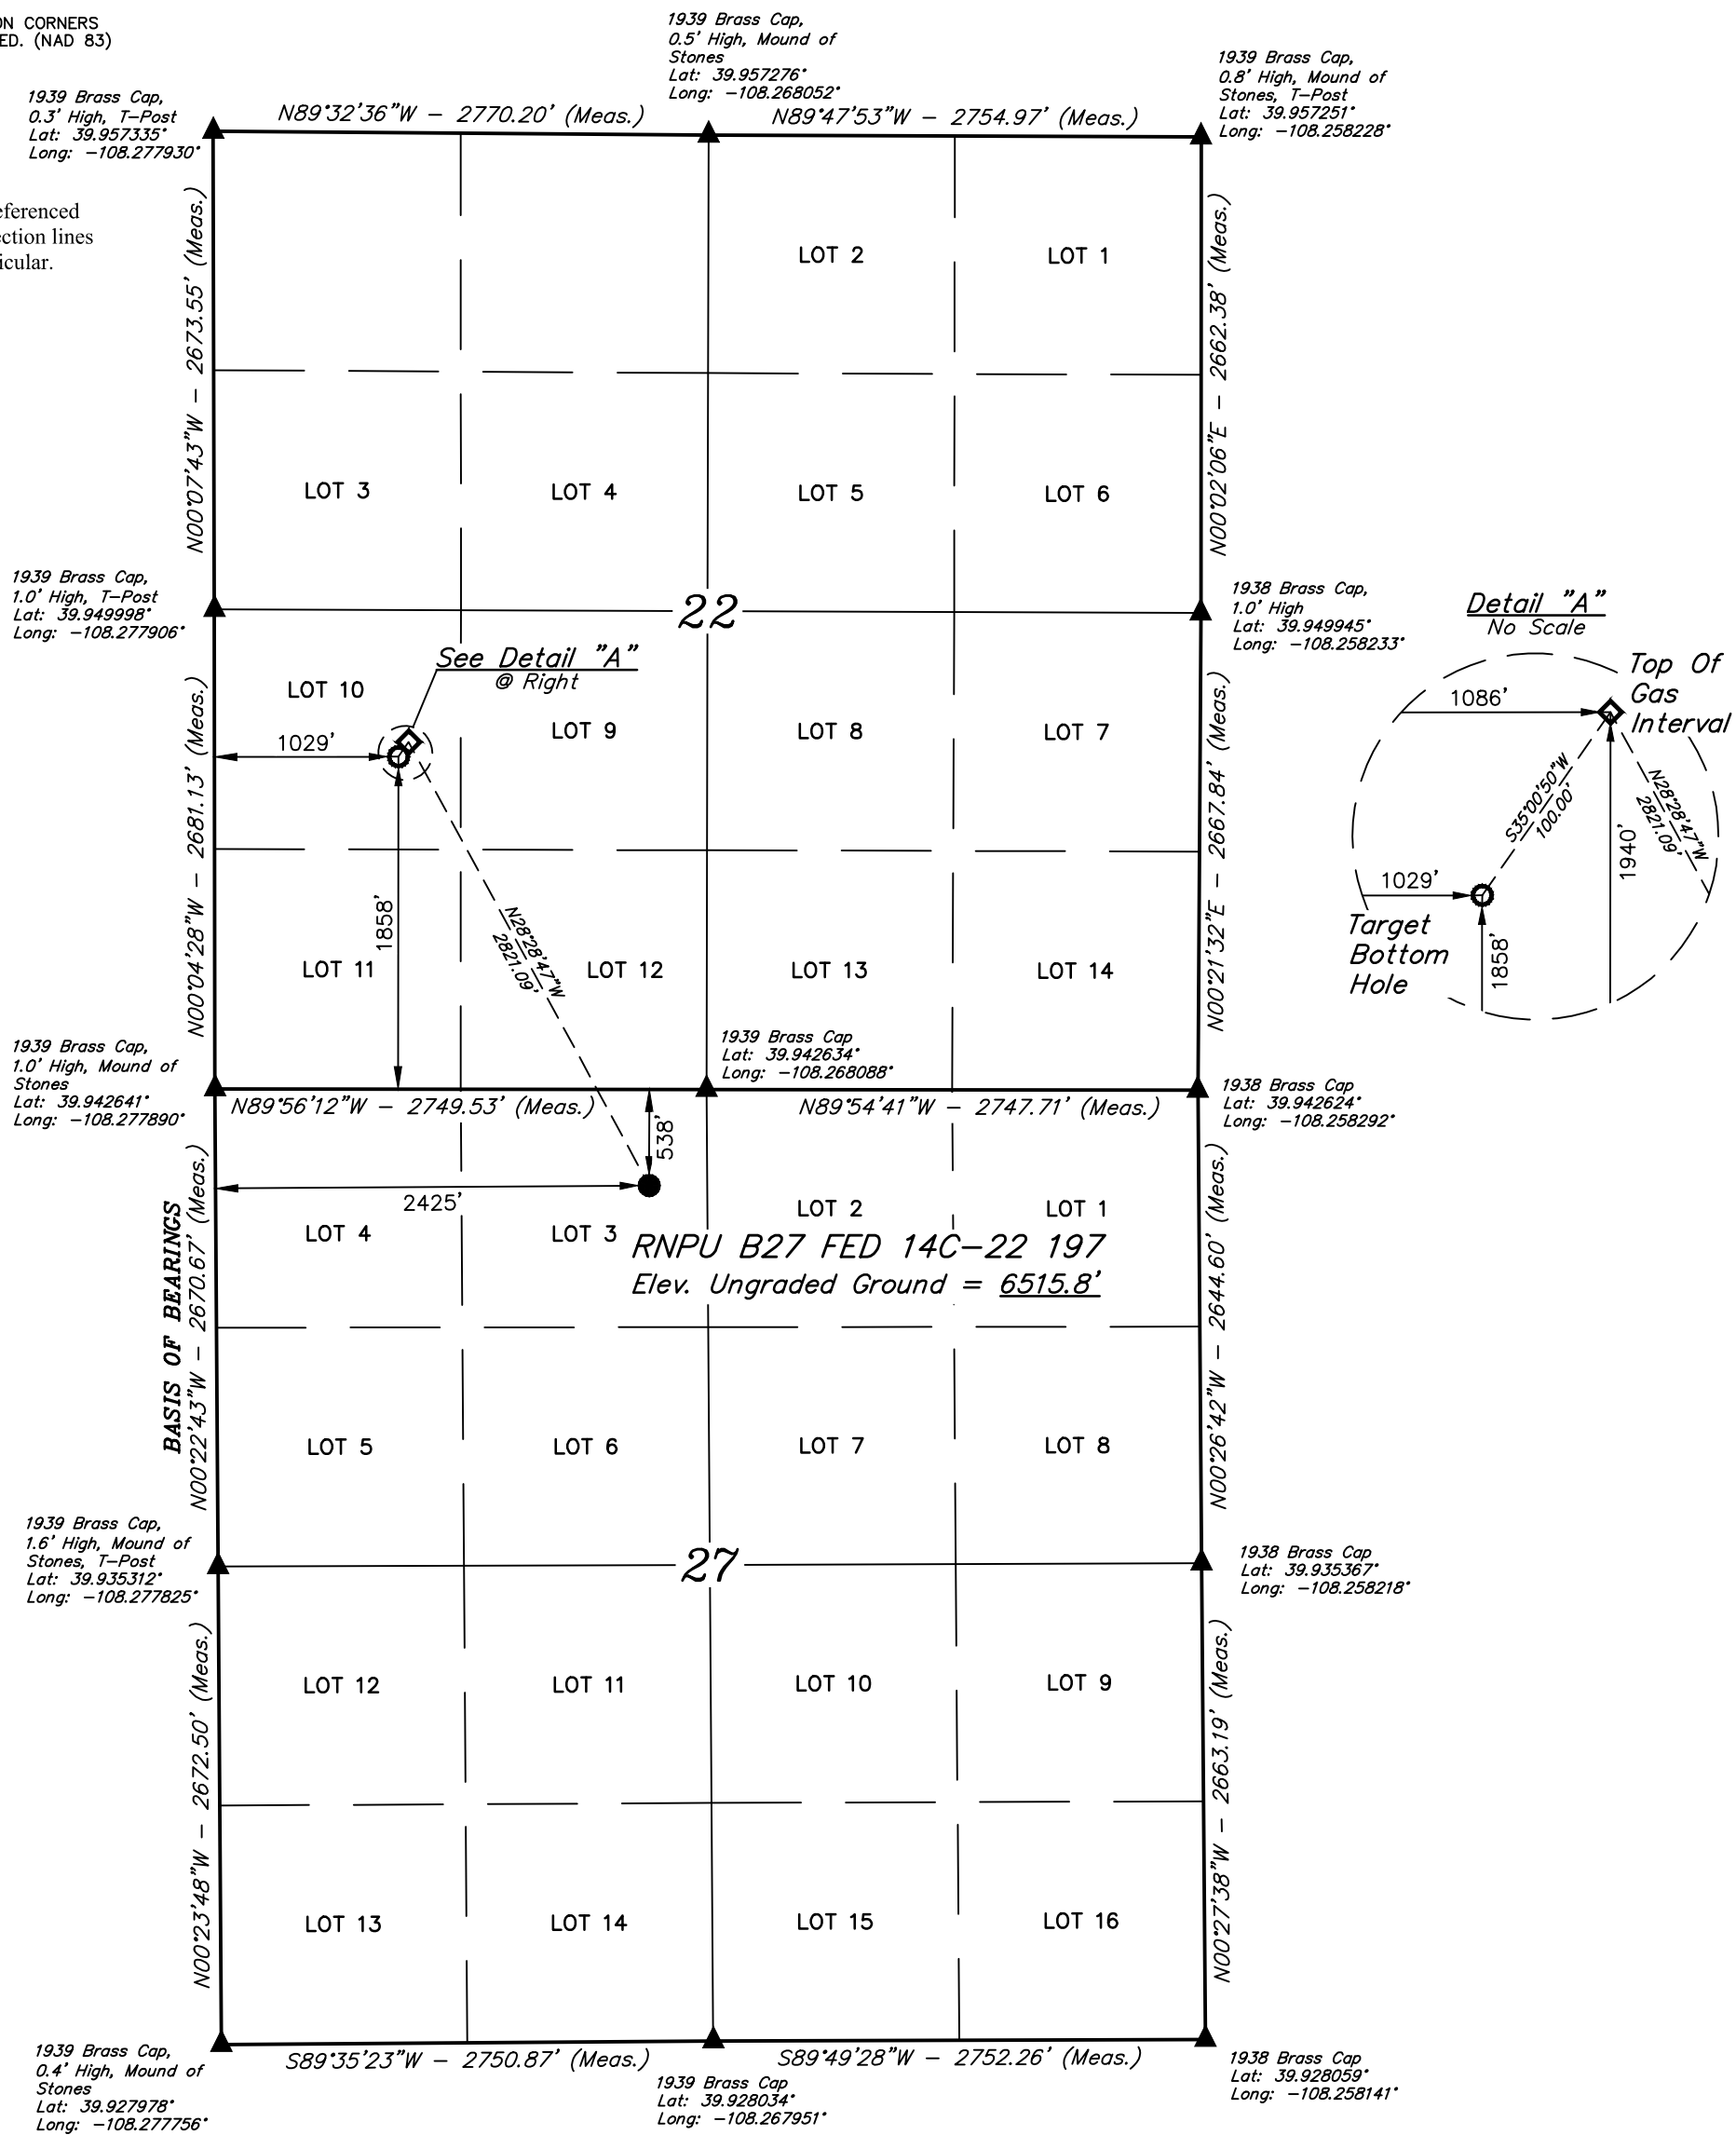 ON CORNERS
ED. (NAD 83)
1939 Brass Cap,
0.5' High, Mound of
Stones
Lat: 39.957276°
Long: -108.268052°
1939 Brass Cap,
0.8' High, Mound of
Stones, T-Post
Lat: 39.957251°
Long: -108.258228°
1939 Brass Cap,
0.3' High, T-Post
Lat: 39.957335°
Long: -108.277930°
N89°32'36"W - 2770.20' (Meas.)
N89°47'53"W - 2754.97' (Meas.)
eferenced
ection lines
icular.
N00°07'43"W - 2673.55' (Meas.)
LOT 2
LOT 1
N00°02'06"E - 2662.38' (Meas.)
LOT 3
LOT 4
LOT 5
LOT 6
1939 Brass Cap,
1.0' High, T-Post
Lat: 39.949998°
Long: -108.277906°
22
1938 Brass Cap,
1.0' High
Lat: 39.949945°
Long: -108.258233°
Detail "A"
No Scale
Top Of
Gas
Interval
1086'
S35°00'50"W
100.00'
N28°28'47"W
2821.09'
1940'
1029'
Target
Bottom
Hole
1858'
See Detail "A"
@ Right
LOT 10
LOT 9
LOT 8
LOT 7
1029'
N00°04'28"W - 2681.13' (Meas.)
N00°21'32"E - 2667.84' (Meas.)
1858'
N28°28'47"W
2821.09'
LOT 11
LOT 12
LOT 13
LOT 14
1939 Brass Cap,
1.0' High, Mound of
Stones
Lat: 39.942641°
Long: -108.277890°
1939 Brass Cap
Lat: 39.942634°
Long: -108.268088°
1938 Brass Cap
Lat: 39.942624°
Long: -108.258292°
N89°56'12"W - 2749.53' (Meas.)
N89°54'41"W - 2747.71' (Meas.)
538'
2425'
BASIS OF BEARINGS
N00°22'43"W - 2670.67' (Meas.)
LOT 4
LOT 3
LOT 2
LOT 1
RNPU B27 FED 14C-22 197
Elev. Ungraded Ground = 6515.8'
N00°26'42"W - 2644.60' (Meas.)
LOT 5
LOT 6
LOT 7
LOT 8
1939 Brass Cap,
1.6' High, Mound of
Stones, T-Post
Lat: 39.935312°
Long: -108.277825°
27
1938 Brass Cap
Lat: 39.935367°
Long: -108.258218°
N00°23'48"W - 2672.50' (Meas.)
LOT 12
LOT 11
LOT 10
LOT 9
N00°27'38"W - 2663.19' (Meas.)
LOT 13
LOT 14
LOT 15
LOT 16
S89°35'23"W - 2750.87' (Meas.)
S89°49'28"W - 2752.26' (Meas.)
1939 Brass Cap,
0.4' High, Mound of
Stones
Lat: 39.927978°
Long: -108.277756°
1939 Brass Cap
Lat: 39.928034°
Long: -108.267951°
1938 Brass Cap
Lat: 39.928059°
Long: -108.258141°